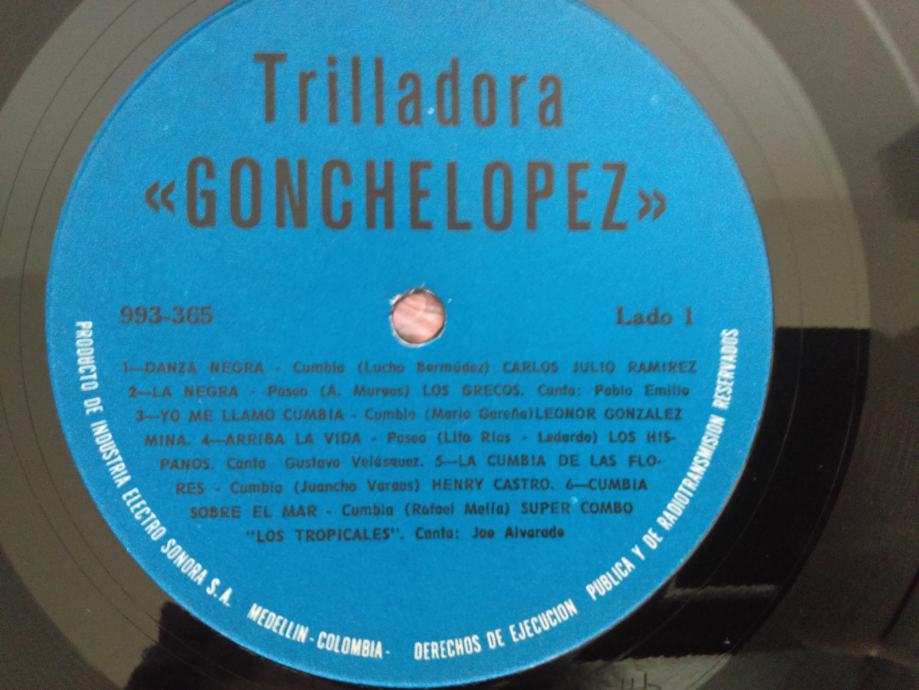 Trilladora
«GONCHELOPEZ»
993-365
Lado 1
1—DANZA NEGRA - Cumbia (Lucho Bermúdez) CARLOS JULIO RAMIREZ
2—LA NEGRA - Paseo (A. Murgas) LOS GRECOS. Canta: Pablo Emilio
3—YO ME LLAMO CUMBIA - Cumbia (Mario Gareña)LEONOR GONZALEZ
MINA. 4—ARRIBA LA VIDA - Paseo (Lito Rías - Ledardo) LOS HIS-
PANOS. Canta Gustavo Velásquez. 5—LA CUMBIA DE LAS FLO-
RES - Cumbia (Juancho Vargas) HENRY CASTRO. 6—CUMBIA
SOBRE EL MAR - Cumbia (Rafael Mejía) SUPER COMBO
"LOS TROPICALES". Canta: Joe Alvarado
PRODUCTO DE INDUSTRIA ELECTRO SONORA S.A. MEDELLIN-COLOMBIA- DERECHOS DE EJECUCION PUBLICA Y DE RADIOTRANSMISION RESERVADOS